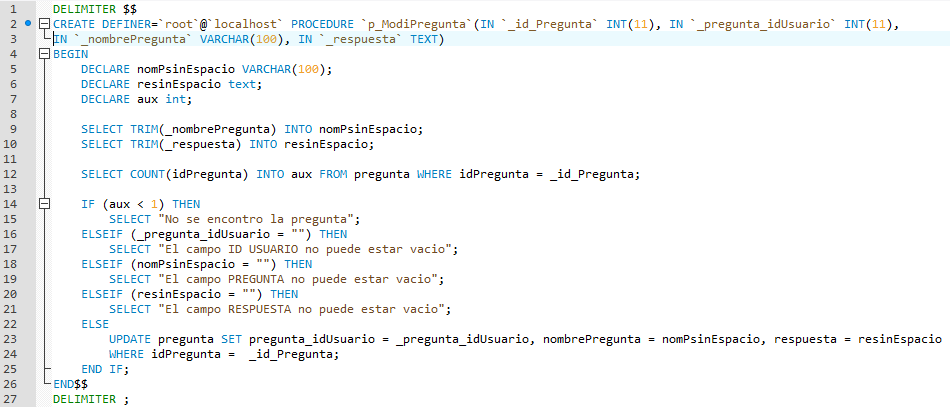 1 DELIMITER $$
2 CREATE DEFINER=`root`@`localhost` PROCEDURE `p_ModiPregunta`(IN `_id_Pregunta` INT(11), IN `_pregunta_idUsuario` INT(11),
3 IN `_nombrePregunta` VARCHAR(100), IN `_respuesta` TEXT)
4 BEGIN
5 DECLARE nomPsinEspacio VARCHAR(100);
6 DECLARE resinEspacio text;
7 DECLARE aux int;
8
9 SELECT TRIM(_nombrePregunta) INTO nomPsinEspacio;
10 SELECT TRIM(_respuesta) INTO resinEspacio;
11
12 SELECT COUNT(idPregunta) INTO aux FROM pregunta WHERE idPregunta = _id_Pregunta;
13
14 IF (aux < 1) THEN
15 SELECT "No se encontro la pregunta";
16 ELSEIF (_pregunta_idUsuario = "") THEN
17 SELECT "El campo ID USUARIO no puede estar vacio";
18 ELSEIF (nomPsinEspacio = "") THEN
19 SELECT "El campo PREGUNTA no puede estar vacio";
20 ELSEIF (resinEspacio = "") THEN
21 SELECT "El campo RESPUESTA no puede estar vacio";
22 ELSE
23 UPDATE pregunta SET pregunta_idUsuario = _pregunta_idUsuario, nombrePregunta = nomPsinEspacio, respuesta = resinEspacio
24 WHERE idPregunta =  _id_Pregunta;
25 END IF;
26 END$$
27 DELIMITER ;